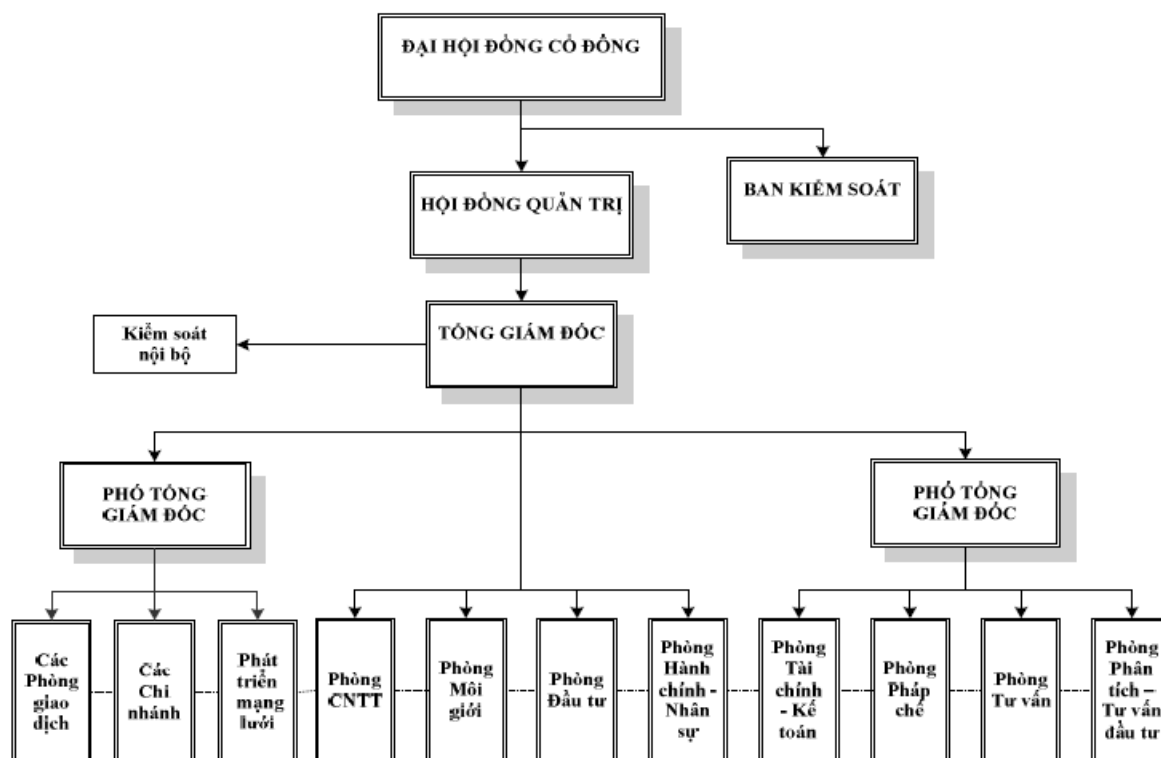 ĐẠI HỘI ĐỒNG CỔ ĐÔNG
HỘI ĐỒNG QUẢN TRỊ
BAN KIỂM SOÁT
TỔNG GIÁM ĐỐC
Kiểm soát
nội bộ
PHÓ TỔNG
GIÁM ĐỐC
PHÓ TỔNG
GIÁM ĐỐC
Các
Phòng
giao
dịch
Các
Chi
nhánh
Phát
triển
mạng
lưới
Phòng
CNTT
Phòng
Môi
giới
Phòng
Đầu tư
Phòng
Hành
chính -
Nhân
sự
Phòng
Tài
chính
- Kế
toán
Phòng
Pháp
chế
Phòng
Tư vấn
Phòng
Phân
tích –
Tư vấn
đầu tư